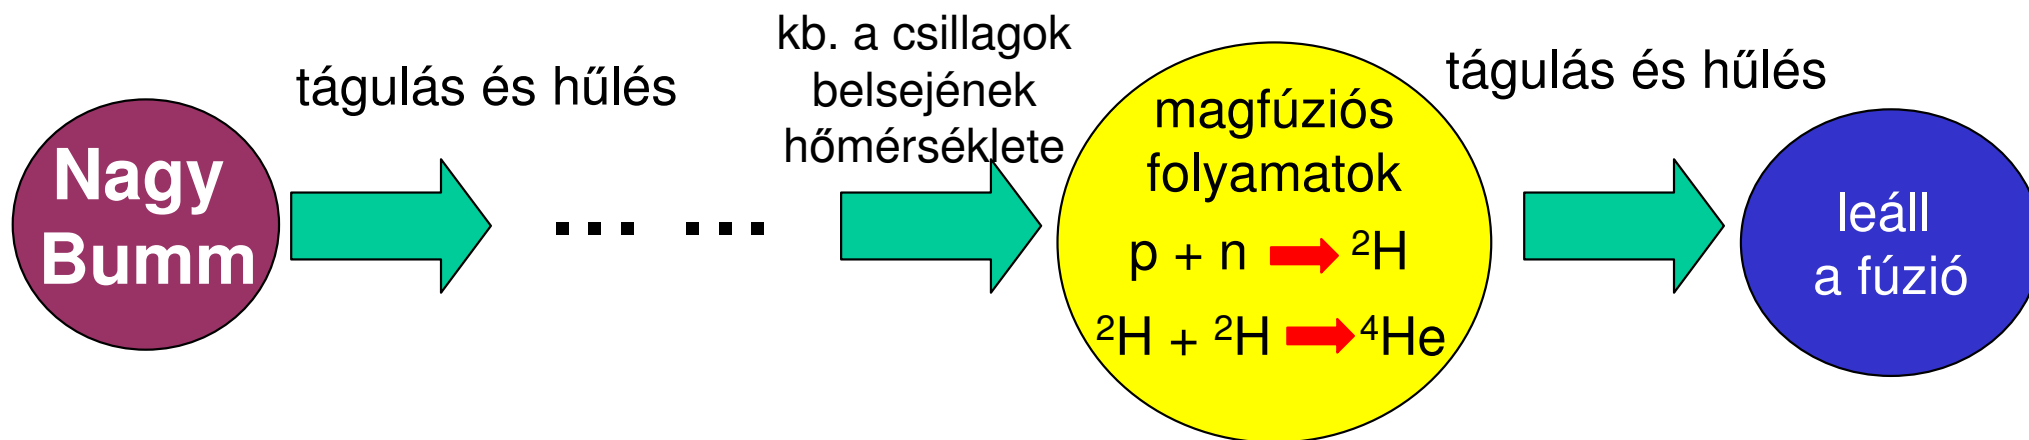 Nagy
Bumm
tágulás és hűlés
... ...
kb. a csillagok
belsejének
hőmérséklete
magfúziós
folyamatok
p + n ²H
²H + ²H ⁴He
tágulás és hűlés
leáll
a fúzió